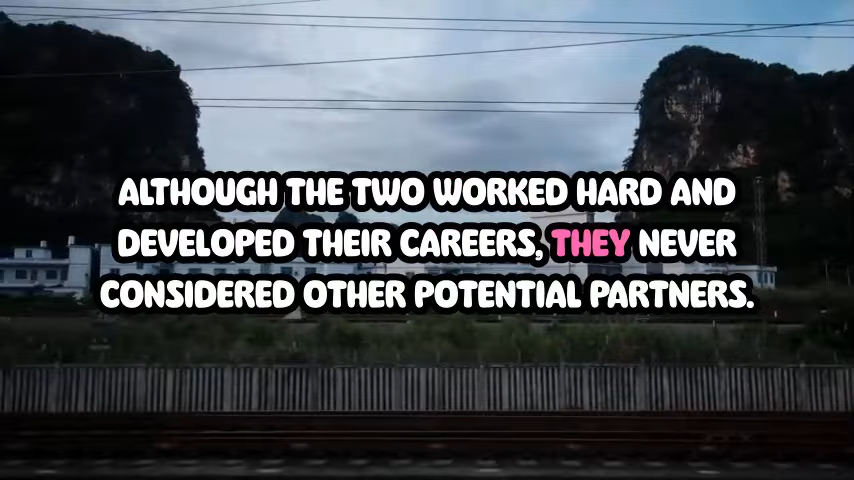 ALTHOUGH THE TWO WORKED HARD AND
DEVELOPED THEIR CAREERS, THEY NEVER
CONSIDERED OTHER POTENTIAL PARTNERS.